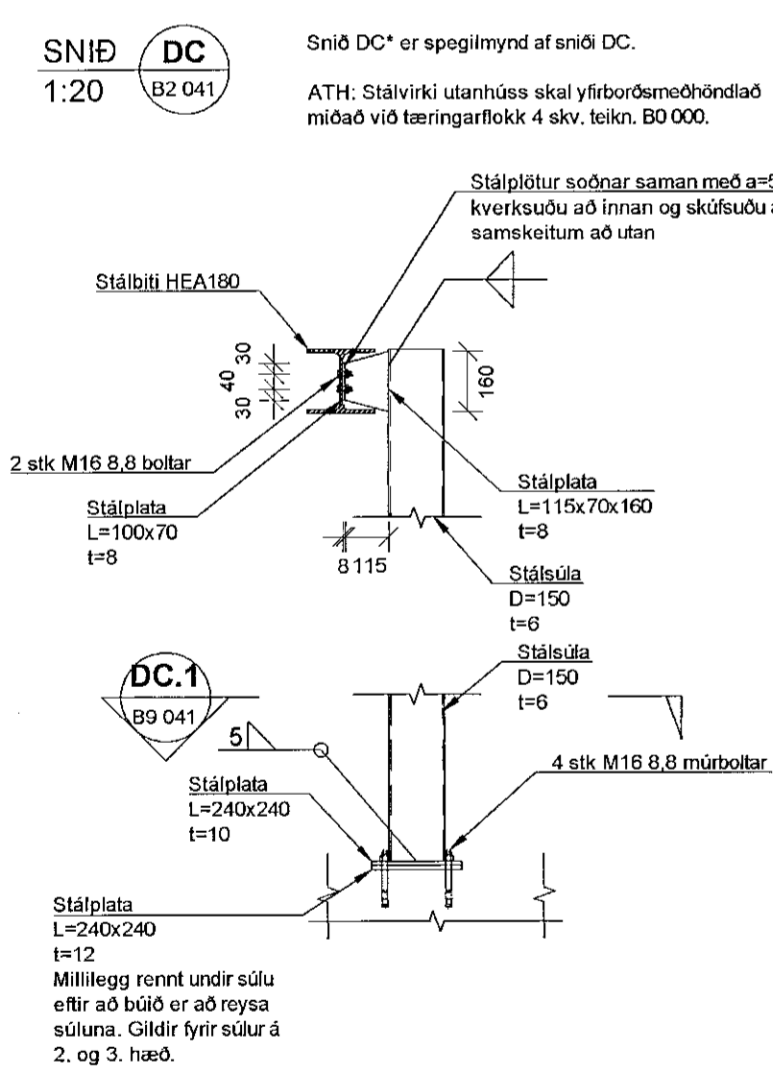 SNIÐ
1:20
DC
B2 041
Snið DC* er spegilmynd af sniði DC.
ATH: Stálvirki utanhúss skal yfirborðsmeðhöndlað
miðað við tæringarflokk 4 skv. teikn. B0 000.
Stálplötur soðnar saman með a=5
kverksuðu að innan og skúfsuðu
samskeitum að utan
Stálbiti HEA180
30
40
30
160
2 stk M16 8,8 boltar
Stálplata
L=100x70
t=8
Stálplata
L=115x70x160
t=8
8 115
Stálsúla
D=150
t=6
DC.1
B9 041
Stálsúla
D=150
t=6
5
4 stk M16 8,8 múrboltar
Stálplata
L=240x240
t=10
Stálplata
L=240x240
t=12
Millilegg rennt undir súlu
eftir að búið er að reysa
súluna. Gildir fyrir súlur á
2. og 3. hæð.